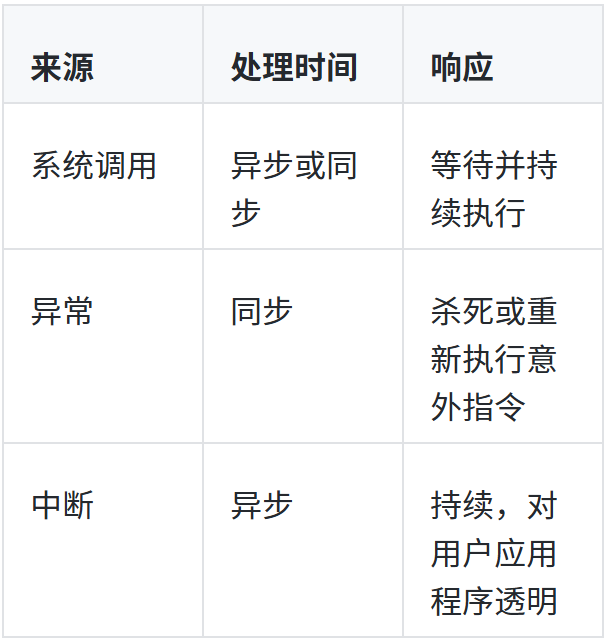 来源 处理时间 响应
系统调用 异步或同 等待并持
步 续执行
异常 同步 杀死或重
新执行意
外指令
中断 异步 持续，对
用户应用
程序透明